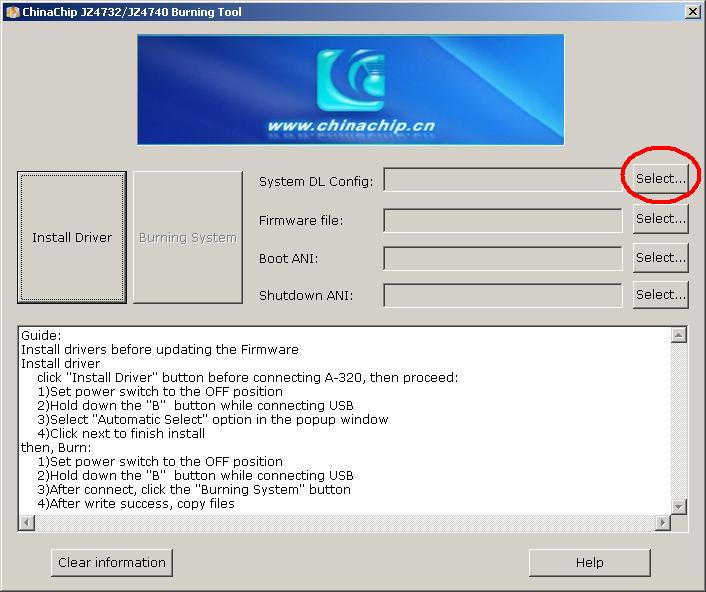 ChinaChip JZ4732/JZ4740 Burning Tool
www.chinachip.cn
Install Driver
Burning System
System DL Config:
Select...
Firmware file:
Select...
Boot ANI:
Select...
Shutdown ANI:
Select...
Guide:
Install drivers before updating the Firmware
Install driver
click "Install Driver" button before connecting A-320, then proceed:
1)Set power switch to the OFF position
2)Hold down the "B"  button while connecting USB
3)Select "Automatic Select" option in the popup window
4)Click next to finish install
then, Burn:
1)Set power switch to the OFF position
2)Hold down the "B"  button while connecting USB
3)After connect, click the "Burning System" button
4)After write success, copy files
Clear information
Help